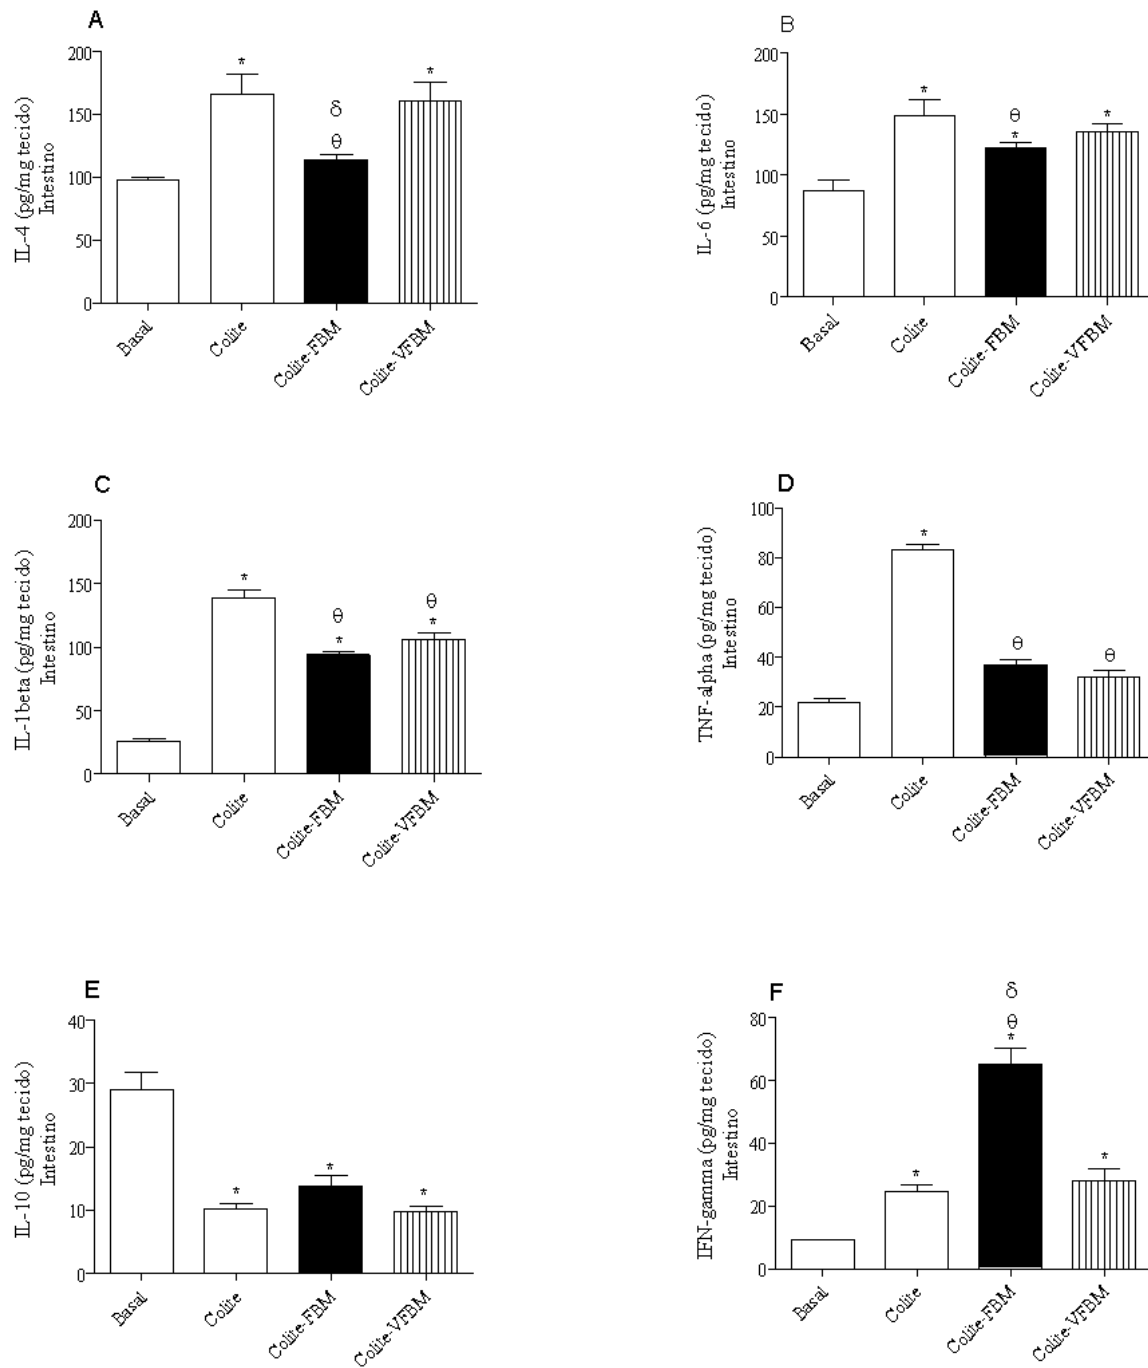 A
IL-4 (pg/mg tecido)
Intestino
200
150
100
50
0
*
δ
θ
*
Basal
Colite
Colite-FBM
Colite-VFBM
B
IL-6 (pg/mg tecido)
Intestino
200
150
100
50
0
*
θ
*
*
Basal
Colite
Colite-FBM
Colite-VFBM
C
IL-1beta (pg/mg tecido)
Intestino
200
150
100
50
0
*
θ
*
θ
*
Basal
Colite
Colite-FBM
Colite-VFBM
D
TNF-alpha (pg/mg tecido)
Intestino
100
80
60
40
20
0
*
θ
θ
Basal
Colite
Colite-FBM
Colite-VFBM
E
IL-10 (pg/mg tecido)
Intestino
40
30
20
10
0
*
*
*
Basal
Colite
Colite-FBM
Colite-VFBM
F
IFN-gamma (pg/mg tecido)
Intestino
80
60
40
20
0
*
δ
θ
*
*
Basal
Colite
Colite-FBM
Colite-VFBM